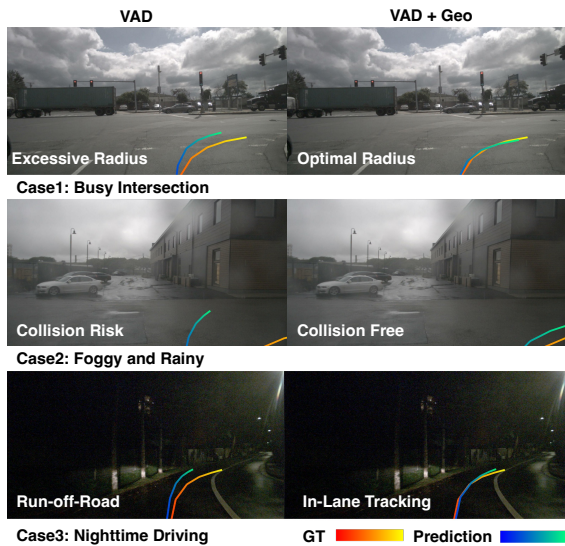 VAD
VAD + Geo
Excessive Radius
Optimal Radius
Case1: Busy Intersection
Collision Risk
Collision Free
Case2: Foggy and Rainy
Run-off-Road
In-Lane Tracking
Case3: Nighttime Driving
GT
Prediction